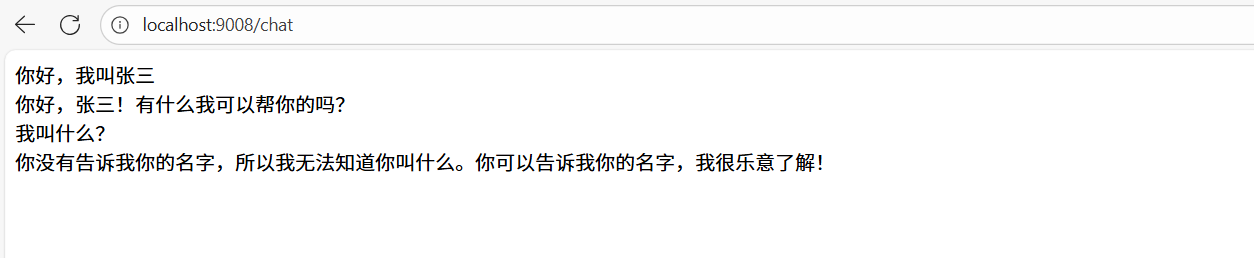 localhost:9008/chat
你好，我叫张三
你好，张三！有什么我可以帮你的吗？
我叫什么？
你没有告诉我你的名字，所以我无法知道你叫什么。你可以告诉我你的名字，我很乐意了解！